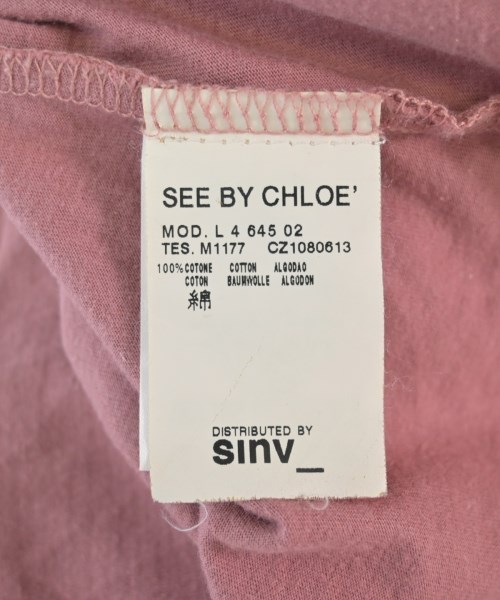 SEE BY CHLOE'
MOD. L 4 645 02
TES. M1177 CZ1080613
100% COTONE COTTON ALGODAO
COTON BAUMWOLLE ALGODON
綿
DISTRIBUTED BY
sinv_